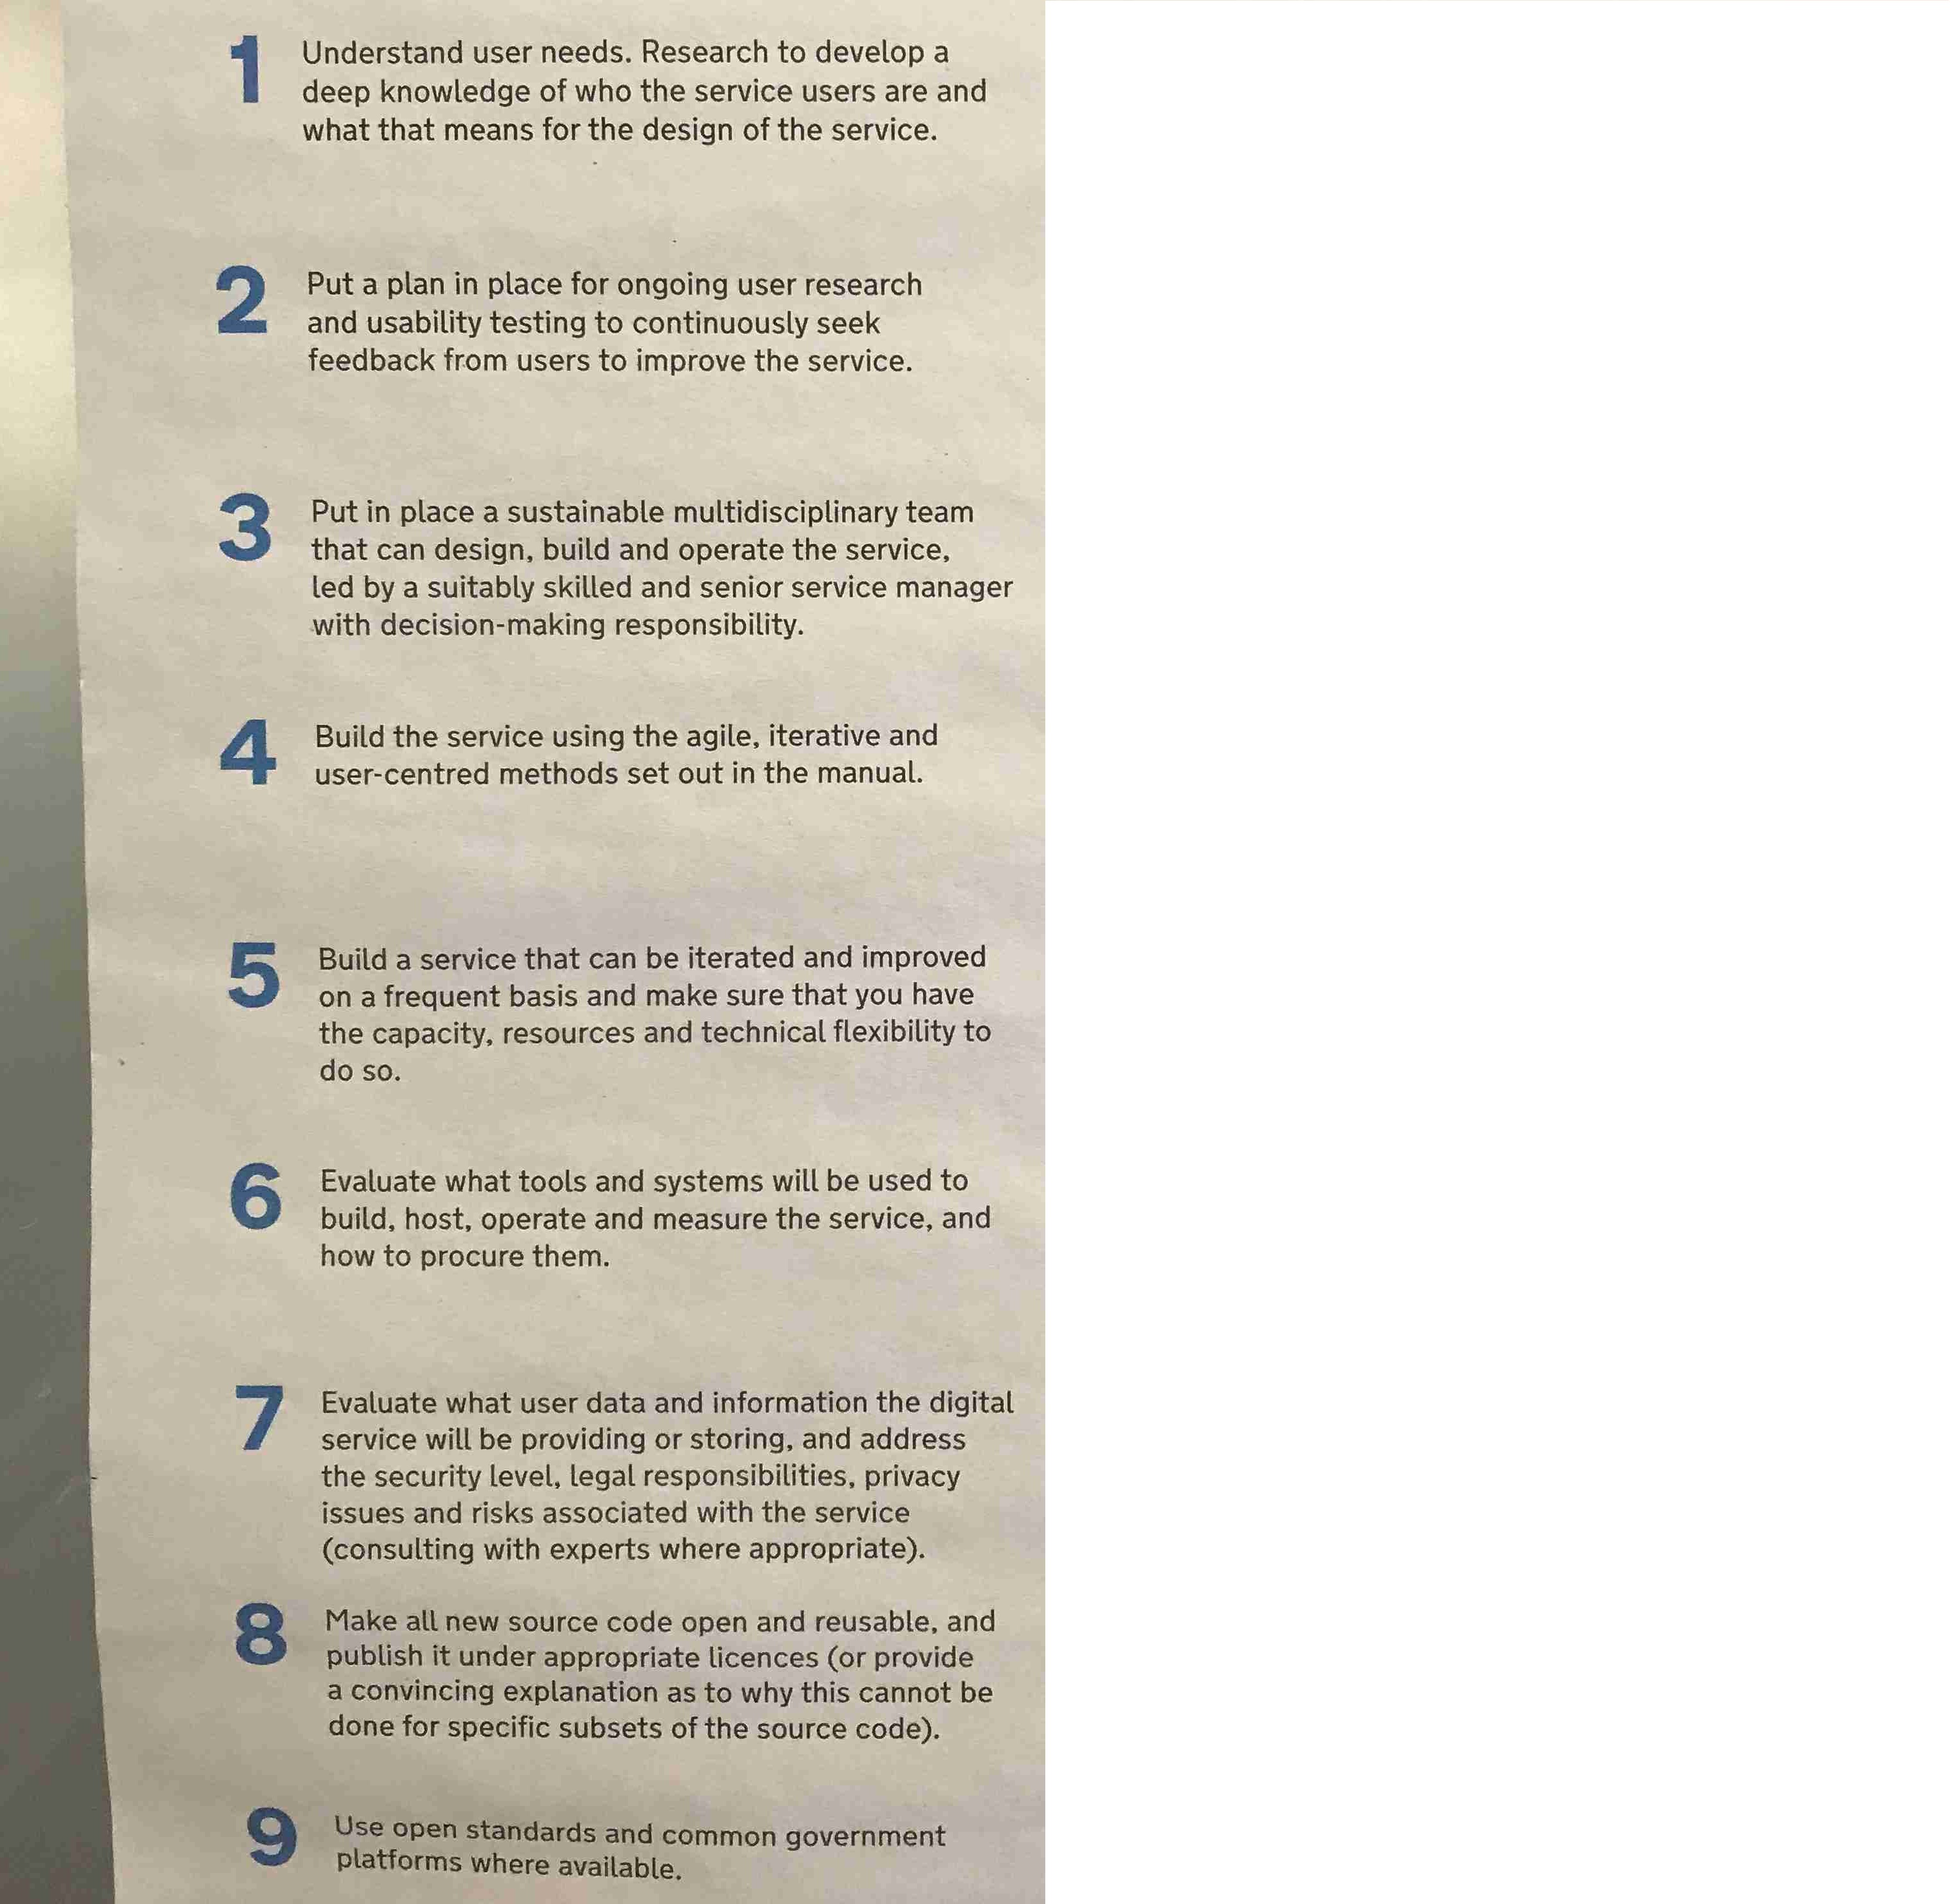 1
Understand user needs. Research to develop a
deep knowledge of who the service users are and
what that means for the design of the service.
2
Put a plan in place for ongoing user research
and usability testing to continuously seek
feedback from users to improve the service.
3
Put in place a sustainable multidisciplinary team
that can design, build and operate the service,
led by a suitably skilled and senior service manager
with decision-making responsibility.
4
Build the service using the agile, iterative and
user-centred methods set out in the manual.
5
Build a service that can be iterated and improved
on a frequent basis and make sure that you have
the capacity, resources and technical flexibility to
do so.
6
Evaluate what tools and systems will be used to
build, host, operate and measure the service, and
how to procure them.
7
Evaluate what user data and information the digital
service will be providing or storing, and address
the security level, legal responsibilities, privacy
issues and risks associated with the service
(consulting with experts where appropriate).
8
Make all new source code open and reusable, and
publish it under appropriate licences (or provide
a convincing explanation as to why this cannot be
done for specific subsets of the source code).
9
Use open standards and common government
platforms where available.